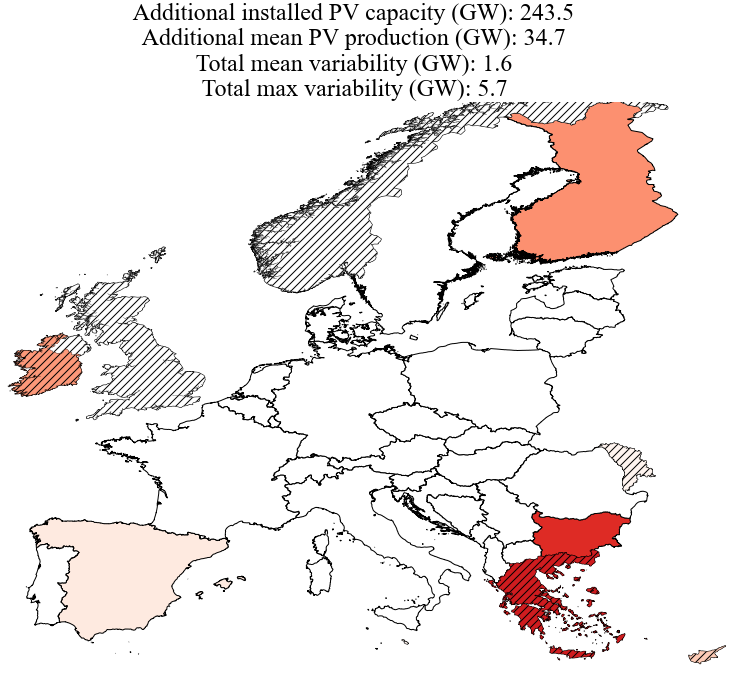 Additional installed PV capacity (GW): 243.5
Additional mean PV production (GW): 34.7
Total mean variability (GW): 1.6
Total max variability (GW): 5.7